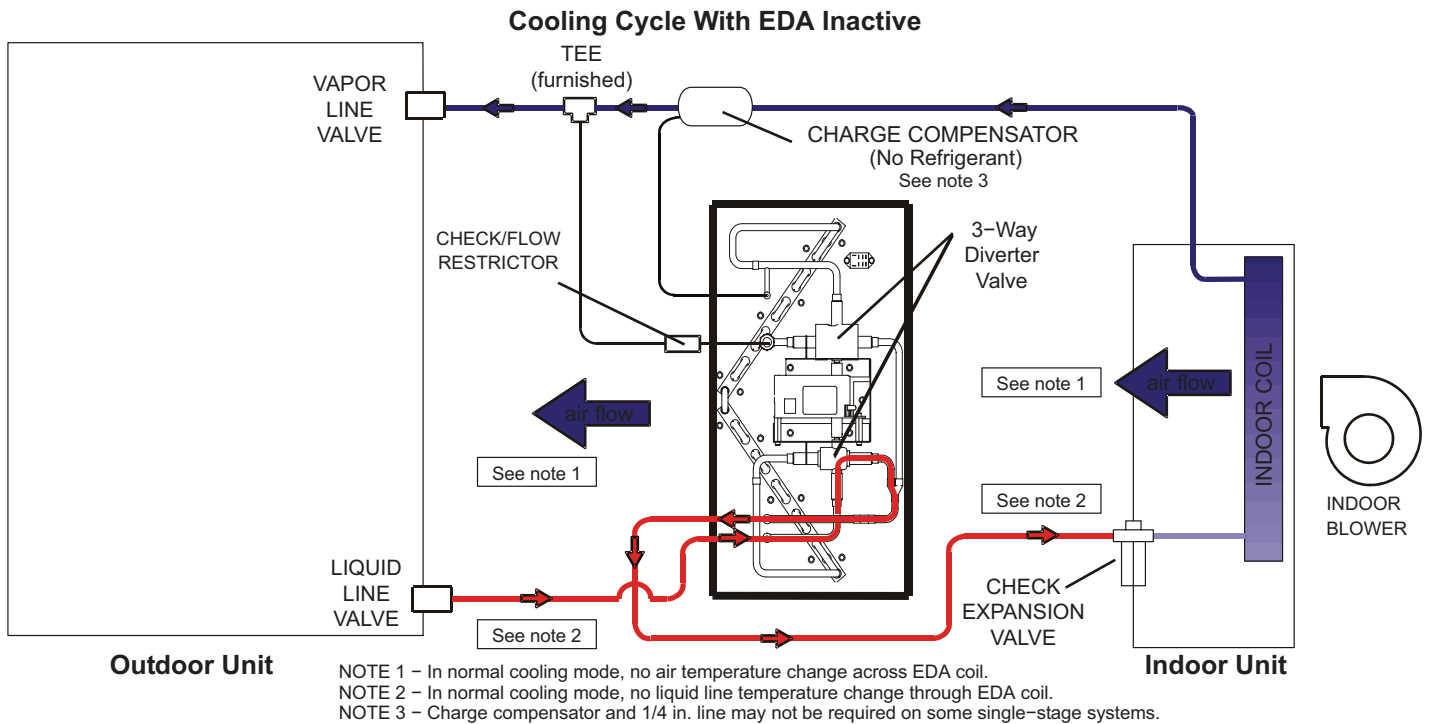 Cooling Cycle With EDA Inactive
TEE
(furnished)
VAPOR
LINE
VALVE
CHARGE COMPENSATOR
(No Refrigerant)
See note 3
CHECK/FLOW
RESTRICTOR
3−Way
Diverter
Valve
air flow
See note 1
See note 1
air flow
INDOOR COIL
See note 2
INDOOR
BLOWER
LIQUID
LINE
VALVE
See note 2
CHECK
EXPANSION
VALVE
Outdoor Unit
Indoor Unit
NOTE 1 − In normal cooling mode, no air temperature change across EDA coil.
NOTE 2 − In normal cooling mode, no liquid line temperature change through EDA coil.
NOTE 3 − Charge compensator and 1/4 in. line may not be required on some single−stage systems.